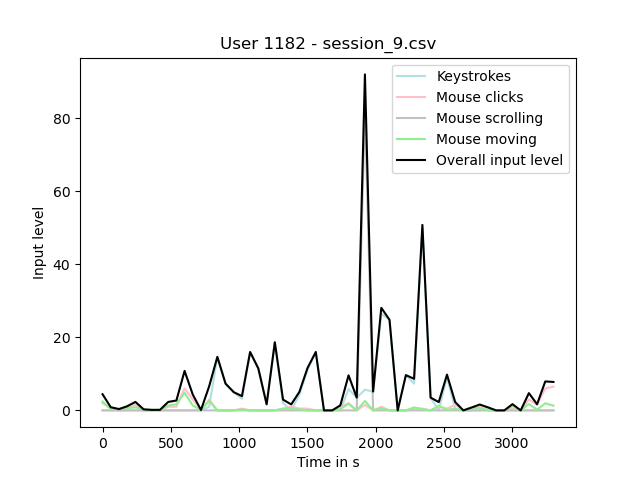 User 1182 - session_9.csv
Keystrokes
Mouse clicks
Mouse scrolling
Mouse moving
Overall input level
Input level
80
60
40
20
0
0 500 1000 1500 2000 2500 3000
Time in s